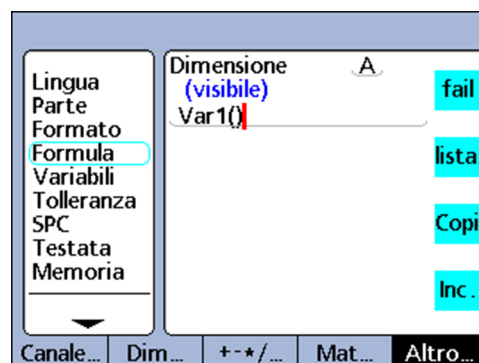 Lingua
Parte
Formato
Formula
Variabili
Tolleranza
SPC
Testata
Memoria
Dimensione A
(visibile)
Var1()
fail
lista
Copi
Inc.
Canale... Dim... +-*/... Mat... Altro...